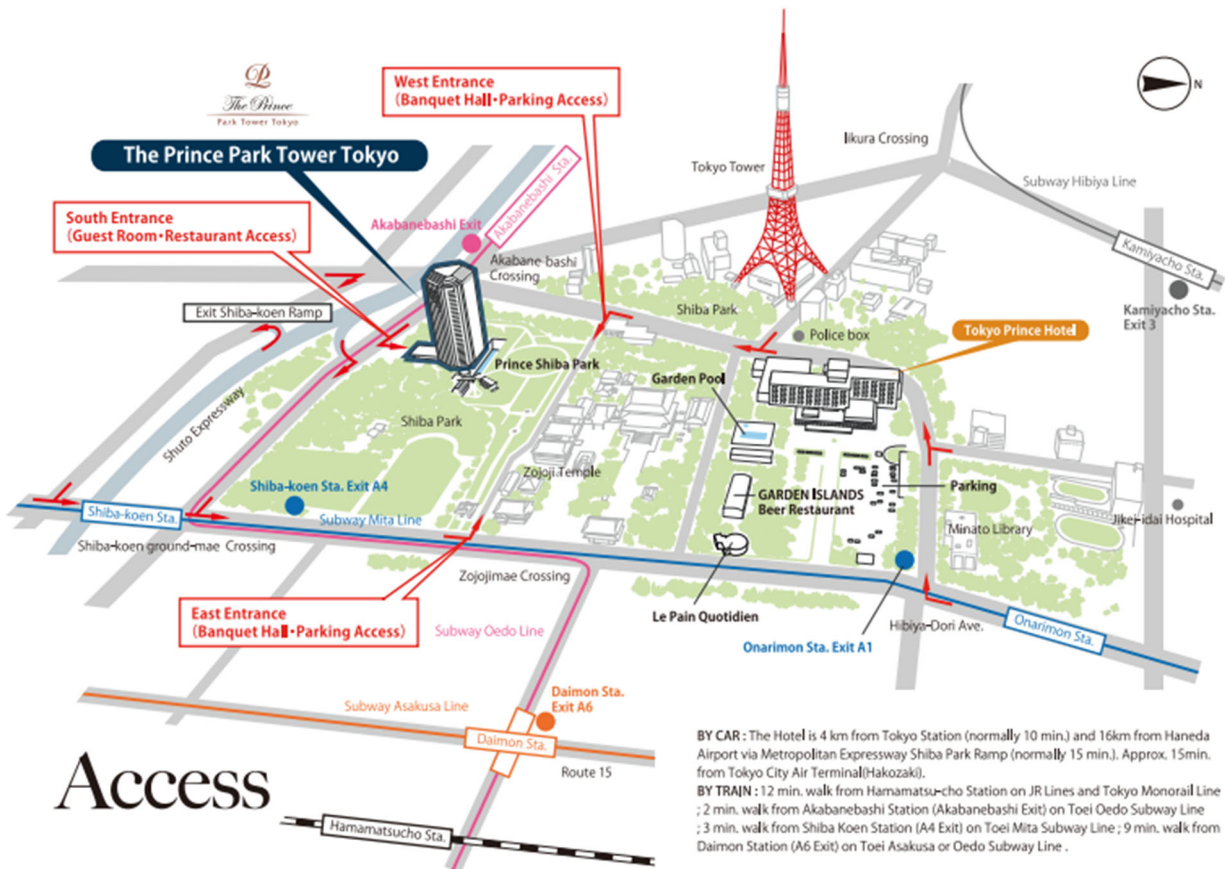 The Prince
Park Tower Tokyo
The Prince Park Tower Tokyo
West Entrance
(Banquet Hall・Parking Access)
South Entrance
(Guest Room・Restaurant Access)
Akabanebashi Exit
Akabanebashi Sta.
Akabane-bashi
Crossing
Exit Shiba-koen Ramp
Shuto Expressway
Tokyo Tower
Iikura Crossing
N
Subway Hibiya Line
Kamiyacho Sta.
Kamiyacho Sta.
Exit 3
Shiba Park
Police box
Tokyo Prince Hotel
Prince Shiba Park
Garden Pool
Shiba Park
Zojoji Temple
GARDEN ISLANDS
Beer Restaurant
Parking
Minato Library
Jikei-idai Hospital
Shiba-koen Sta. Exit A4
Shiba-koen Sta.
Subway Mita Line
Shiba-koen ground-mae Crossing
Zojojimae Crossing
Le Pain Quotidien
Onarimon Sta. Exit A1
Hibiya-Dori Ave.
Onarimon Sta.
East Entrance
(Banquet Hall・Parking Access)
Subway Oedo Line
Subway Asakusa Line
Daimon Sta.
Exit A6
Daimon Sta.
Route 15
Access
Hamamatsucho Sta.
BY CAR : The Hotel is 4 km from Tokyo Station (normally 10 min.) and 16km from Haneda
Airport via Metropolitan Expressway Shiba Park Ramp (normally 15 min.). Approx. 15min.
from Tokyo City Air Terminal(Hakozaki).
BY TRAIN : 12 min. walk from Hamamatsu-cho Station on JR Lines and Tokyo Monorail Line
; 2 min. walk from Akabanebashi Station (Akabanebashi Exit) on Toei Oedo Subway Line
; 3 min. walk from Shiba Koen Station (A4 Exit) on Toei Mita Subway Line ; 9 min. walk from
Daimon Station (A6 Exit) on Toei Asakusa or Oedo Subway Line .